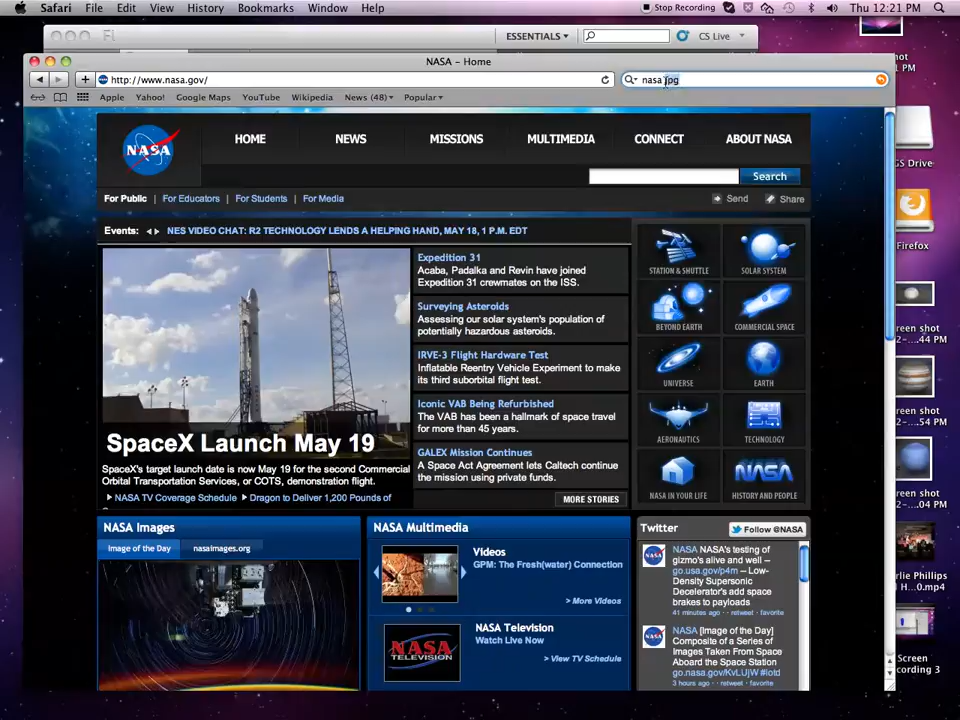 Safari File Edit View History Bookmarks Window Help
Stop Recording
Thu 12:21 PM
ESSENTIALS
CS Live
NASA - Home
http://www.nasa.gov/
nasa jpg
Apple Yahoo! Google Maps YouTube Wikipedia News (48) Popular
NASA
HOME NEWS MISSIONS MULTIMEDIA CONNECT ABOUT NASA
Search
For Public For Educators For Students For Media
Send Share
Events: NES VIDEO CHAT: R2 TECHNOLOGY LENDS A HELPING HAND, MAY 18, 1 P.M. EDT
SpaceX Launch May 19
SpaceX's target launch date is now May 19 for the second Commercial
Orbital Transportation Services, or COTS, demonstration flight.
NASA TV Coverage Schedule Dragon to Deliver 1,200 Pounds of
Expedition 31
Acaba, Padalka and Revin have joined
Expedition 31 crewmates on the ISS.
Surveying Asteroids
Assessing our solar system's population of
potentially hazardous asteroids.
IRVE-3 Flight Hardware Test
Inflatable Reentry Vehicle Experiment to make
its third suborbital flight test.
Iconic VAB Being Refurbished
The VAB has been a hallmark of space travel
for more than 45 years.
GALEX Mission Continues
A Space Act Agreement lets Caltech continue
the mission using private funds.
MORE STORIES
STATION & SHUTTLE SOLAR SYSTEM
BEYOND EARTH COMMERCIAL SPACE
UNIVERSE EARTH
AERONAUTICS TECHNOLOGY
NASA
NASA IN YOUR LIFE HISTORY AND PEOPLE
NASA Images
Image of the Day nasaimages.org
NASA Multimedia
Videos
GPM: The Fresh(water) Connection
> More Videos
NASA
TELEVISION
NASA Television
Watch Live Now
> View TV Schedule
Twitter
Follow @NASA
NASA NASA's testing of
gizmo's alive and well --
go.usa.gov/p4m -- Low-
Density Supersonic
Decelerator's add space
brakes to payloads
41 minutes ago · retweet · favorite
NASA [Image of the Day]
Composite of a Series of
Images Taken From Space
Aboard the Space Station
go.nasa.gov/KvLUjW #iotd
3 hours ago · retweet · favorite
GS Drive
Firefox
reen shot
2-....44 PM
reen shot
2-....54 PM
reen shot
rlie Phillips
H0....mp4
Screen
cording 3